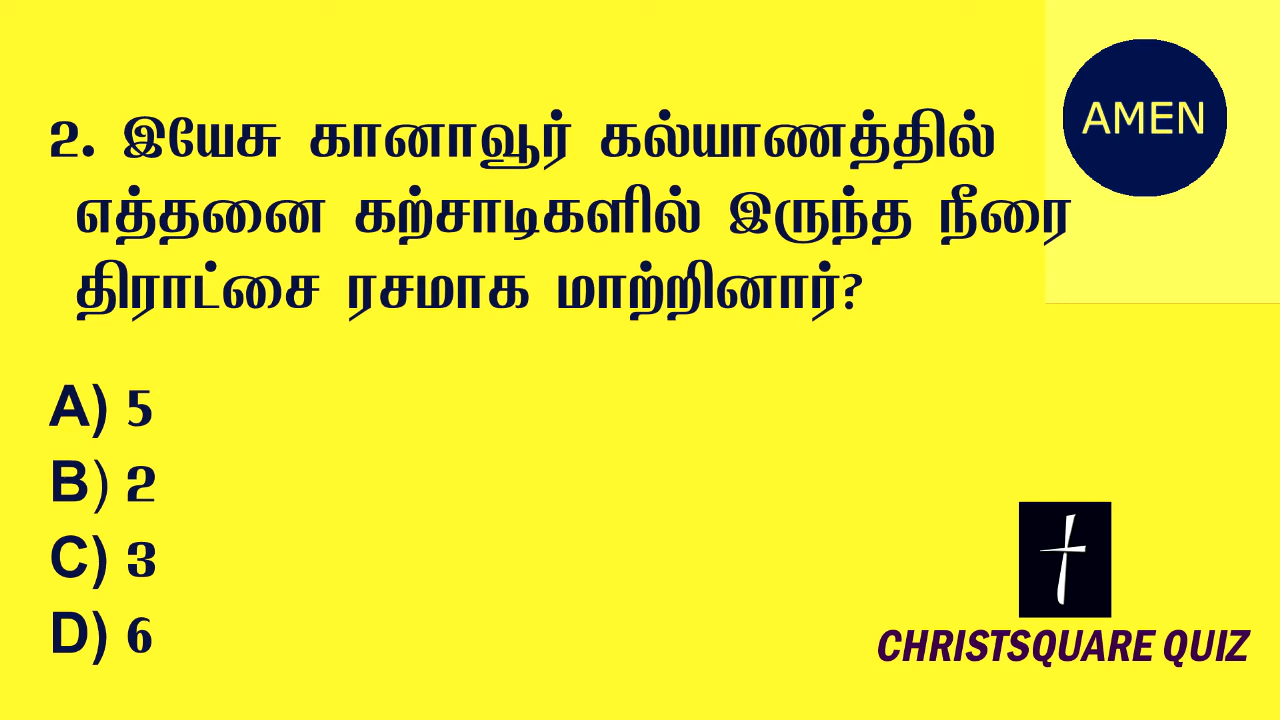 AMEN
2. இயேசு கானாவூர் கல்யாணத்தில்
எத்தனை கற்சாடிகளில் இருந்த நீரை
திராட்சை ரசமாக மாற்றினார்?
A) 5
B) 2
C) 3
D) 6
CHRISTSQUARE QUIZ